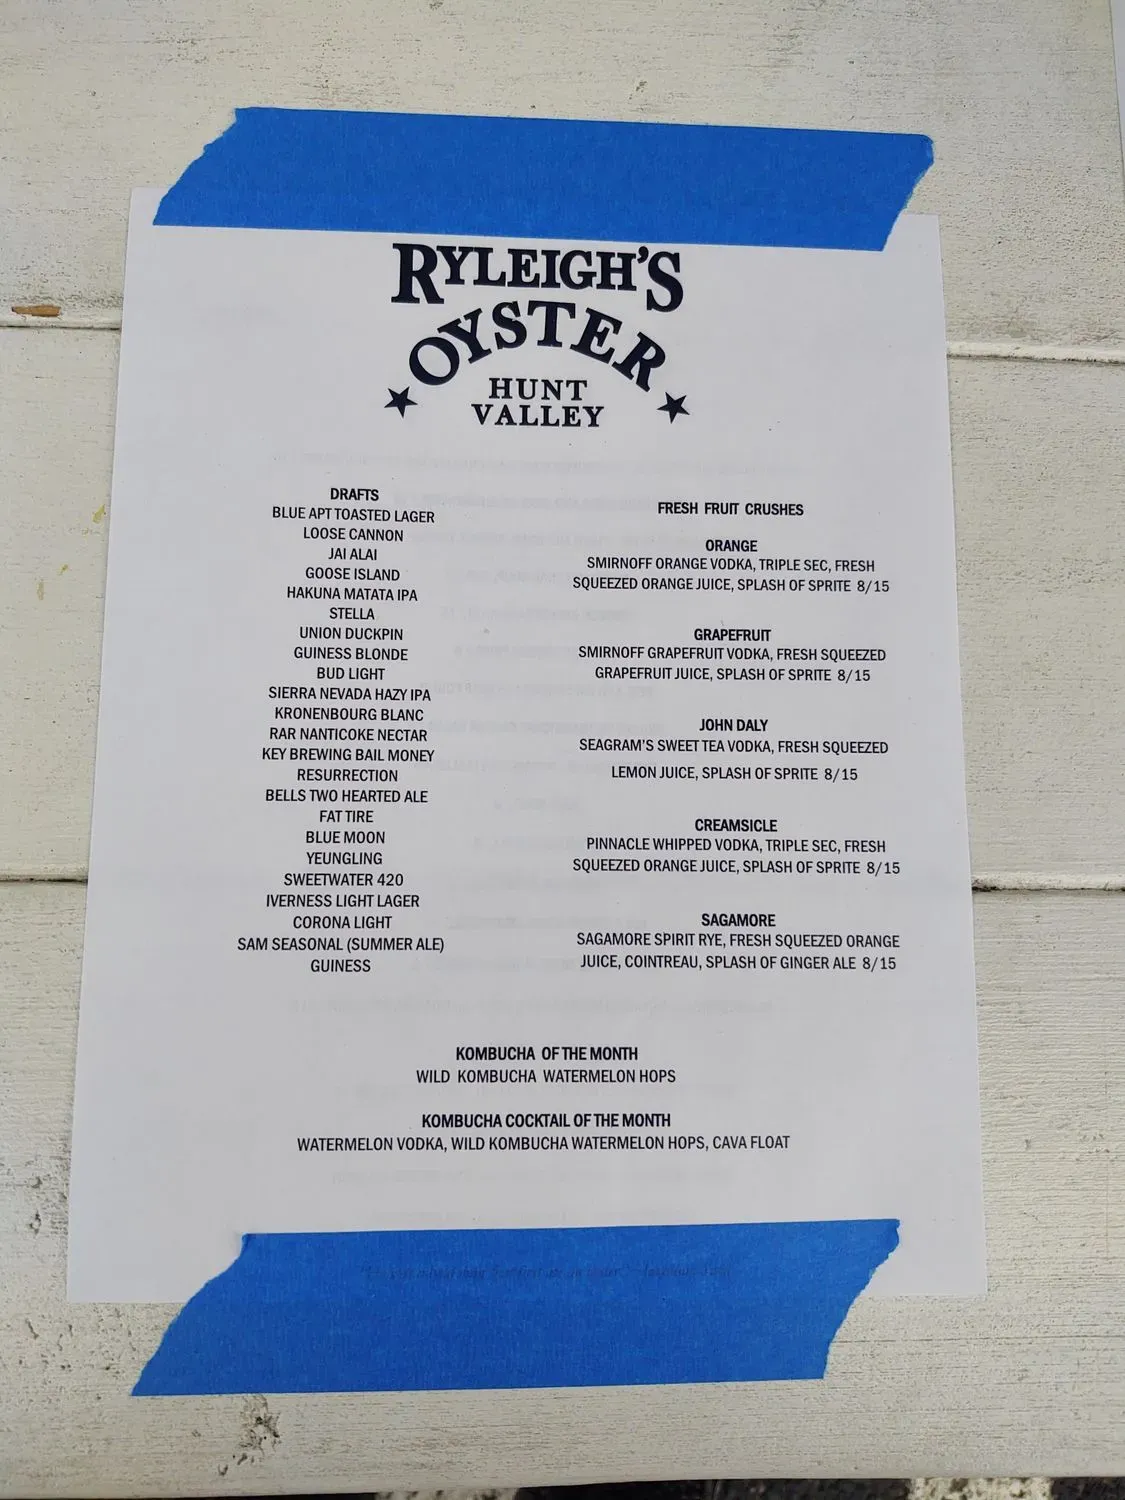 RYLEIGH'S
OYSTER
HUNT
VALLEY
DRAFTS
BLUE APT TOASTED LAGER
LOOSE CANNON
JAI ALAI
GOOSE ISLAND
HAKUNA MATATA IPA
STELLA
UNION DUCKPIN
GUINESS BLONDE
BUD LIGHT
SIERRA NEVADA HAZY IPA
KRONENBOURG BLANC
RAR NANTICOKE NECTAR
KEY BREWING BAIL MONEY
RESURRECTION
BELLS TWO HEARTED ALE
FAT TIRE
BLUE MOON
YEUNGLING
SWEETWATER 420
IVERNESS LIGHT LAGER
CORONA LIGHT
SAM SEASONAL (SUMMER ALE)
GUINESS
FRESH FRUIT CRUSHES
ORANGE
SMIRNOFF ORANGE VODKA, TRIPLE SEC, FRESH
SQUEEZED ORANGE JUICE, SPLASH OF SPRITE 8/15
GRAPEFRUIT
SMIRNOFF GRAPEFRUIT VODKA, FRESH SQUEEZED
GRAPEFRUIT JUICE, SPLASH OF SPRITE 8/15
JOHN DALY
SEAGRAM'S SWEET TEA VODKA, FRESH SQUEEZED
LEMON JUICE, SPLASH OF SPRITE 8/15
CREAMSICLE
PINNACLE WHIPPED VODKA, TRIPLE SEC, FRESH
SQUEEZED ORANGE JUICE, SPLASH OF SPRITE 8/15
SAGAMORE
SAGAMORE SPIRIT RYE, FRESH SQUEEZED ORANGE
JUICE, COINTREAU, SPLASH OF GINGER ALE 8/15
KOMBUCHA OF THE MONTH
WILD KOMBUCHA WATERMELON HOPS
KOMBUCHA COCKTAIL OF THE MONTH
WATERMELON VODKA, WILD KOMBUCHA WATERMELON HOPS, CAVA FLOAT